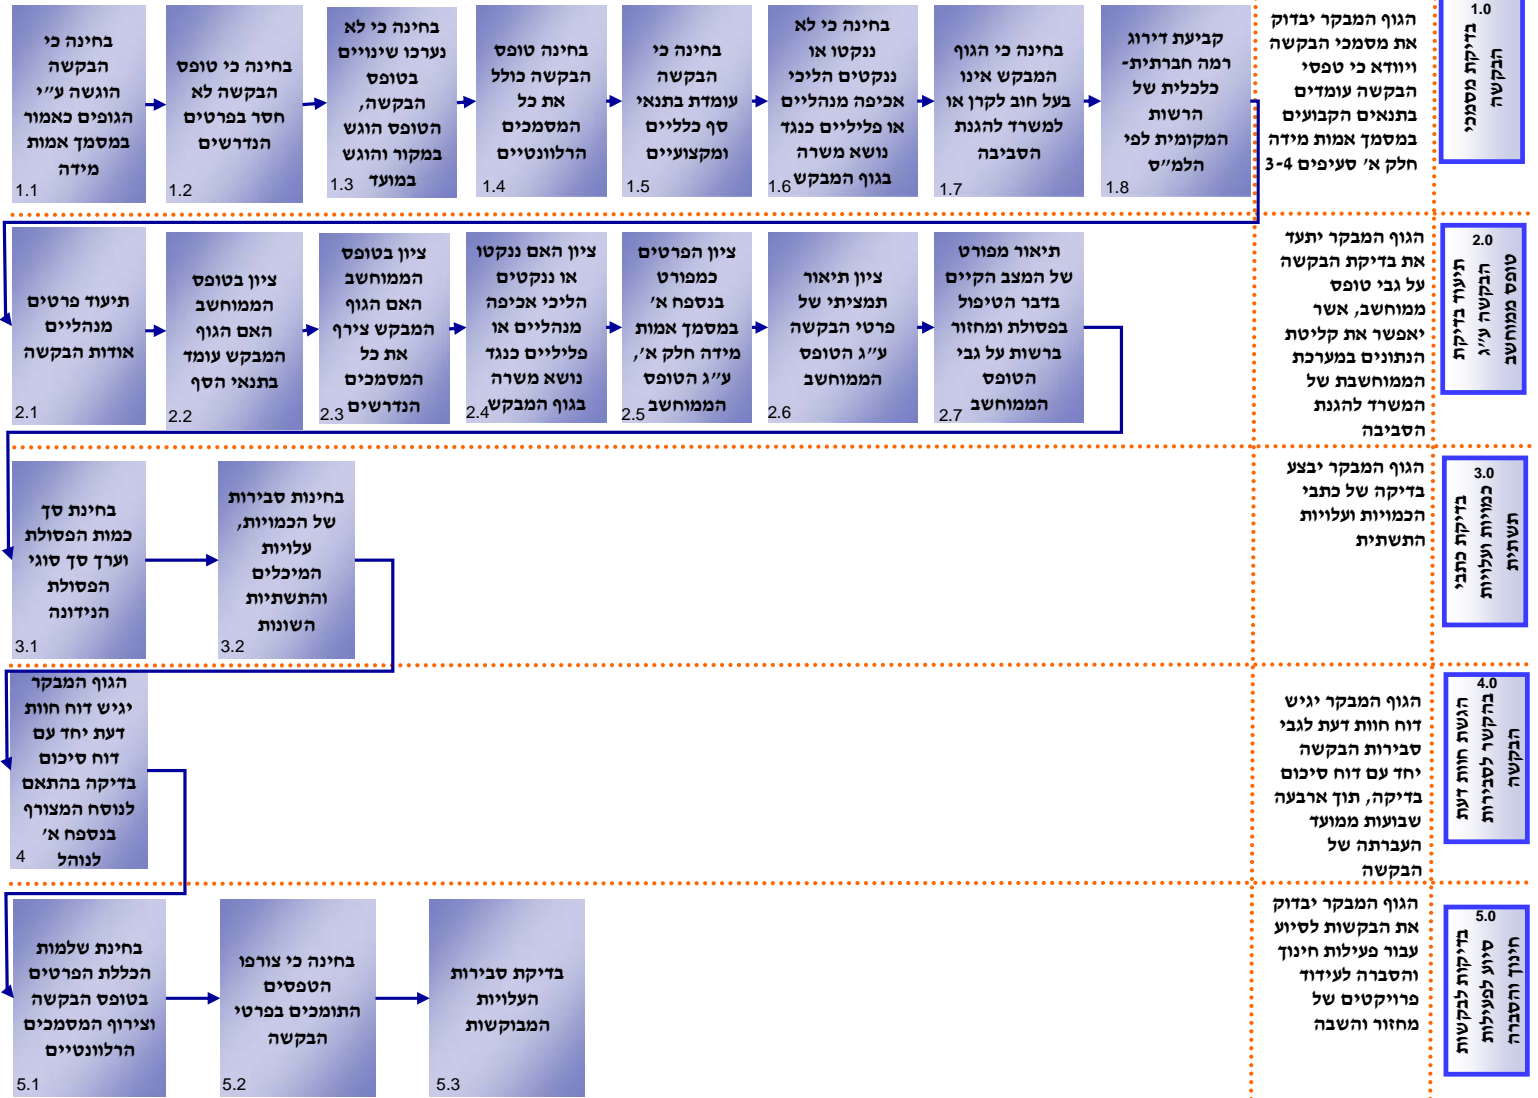 1.0
בדיקת מסמכי
הבקשה
הגוף המבקר יבדוק
את מסמכי הבקשה
ויוודא כי טפסי
הבקשה עומדים
בתנאים הקבועים
במסמך אמות מידה
חלק א' סעיפים 3-4
בחינה כי
הבקשה
הוגשה ע"י
הגופים כאמור
במסמך אמות
מידה
1.1
בחינה כי טופס
הבקשה לא
חסר בפרטים
הנדרשים
1.2
בחינה כי לא
נערכו שינויים
בטופס
הבקשה,
הטופס הוגש
במקור והוגש
במועד
1.3
בחינה טופס
הבקשה כולל
את כל
המסמכים
הרלוונטיים
1.4
בחינה כי
הבקשה
עומדת בתנאי
סף כלליים
ומקצועיים
1.5
בחינה כי לא
ננקטו או
ננקטים הליכי
אכיפה מנהליים
או פליליים כנגד
נושא משרה
בגוף המבקש
1.6
בחינה כי הגוף
המבקש אינו
בעל חוב לקרן או
למשרד להגנת
הסביבה
1.7
קביעת דירוג
רמה חברתית-
כלכלית של
הרשות
המקומית לפי
הלמ"ס
1.8
2.0
תיעוד בדיקת
הבקשה ע"ג
טופס ממוחשב
הגוף המבקר יתעד
את בדיקת הבקשה
על גבי טופס
ממוחשב, אשר
יאפשר את קליטת
הנתונים במערכת
הממוחשבת של
המשרד להגנת
הסביבה
תיעוד פרטים
מנהליים
אודות הבקשה
2.1
ציון בטופס
הממוחשב
האם הגוף
המבקש עומד
בתנאי הסף
2.2
ציון בטופס
הממוחשב
האם הגוף
המבקש צירף
את כל
המסמכים
הנדרשים
2.3
ציון האם ננקטו
או ננקטים
הליכי אכיפה
מנהליים או
פליליים כנגד
נושא משרה
בגוף המבקש
2.4
ציון הפרטים
כמפורט
בנספח א'
במסמך אמות
מידה חלק א',
ע"ג הטופס
הממוחשב
2.5
ציון תיאור
תמציתי של
פרטי הבקשה
ע"ג הטופס
הממוחשב
2.6
תיאור מפורט
של המצב הקיים
בדבר הטיפול
בפסולת ומחזור
ברשות על גבי
הטופס
הממוחשב
2.7
3.0
בדיקת כתבי
כמויות ועלויות
תשתית
הגוף המבקר יבצע
בדיקה של כתבי
הכמויות ועלויות
התשתית
בחינת סך
כמות הפסולת
וערך סך סוגי
הפסולת
הנידונה
3.1
בחינות סבירות
של הכמויות,
עלויות
המיכלים
והתשתיות
השונות
3.2
4.0
הגשת חוות דעת
בהקשר לסבירות
הבקשה
הגוף המבקר יגיש
דוח חוות דעת לגבי
סבירות הבקשה
יחד עם דוח סיכום
בדיקה, תוך ארבעה
שבועות ממועד
העברתה של
הבקשה
הגוף המבקר
יגיש דוח חוות
דעת יחד עם
דוח סיכום
בדיקה בהתאם
לנוסח המצורף
בנספח א'
לנוהל
4
5.0
בדיקות לבקשות
סיוע לפעילות
חינוך והסברה
הגוף המבקר יבדוק
את הבקשות לסיוע
עבור פעילות חינוך
והסברה לעידוד
פרויקטים של
מחזור והשבה
בחינת שלמות
הכללת הפרטים
בטופס הבקשה
וצירוף המסמכים
הרלוונטיים
5.1
בחינה כי צורפו
הטפסים
התומכים בפרטי
הבקשה
5.2
בדיקת סבירות
העלויות
המבוקשות
5.3